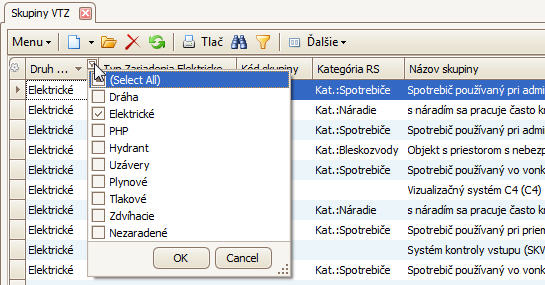 Skupiny VTZ
Menu Tlač Ďalšie
Druh ... Typ Zariadenia Elektricke Kód skupiny Kategória RS Názov skupiny
(Select All)
Dráha
Elektrické
PHP
Hydrant
Uzávery
Plynové
Tlakové
Zdvíhacie
Nezaradené
OK Cancel
Elektrické Kat.:Spotrebiče Spotrebič používaný pri admi
Elektrické Kat.:Náradie s náradím sa pracuje často kr
Elektrické Kat.:Spotrebiče Spotrebič používaný pri admi
Elektrické Kat.:Bleskozvody Objekt s priestorom s nebezp
Elektrické Kat.:Spotrebiče Spotrebič používaný vo vonk
Elektrické Vizualizačný systém C4 (C4)
Elektrické Kat.:Náradie s náradím sa pracuje často k
Elektrické Kat.:Spotrebiče Spotrebič používaný pri
Elektrické Systém kontroly vstupu (SKV
Elektrické Kat.:Spotrebiče Spotrebič používaný vo vonk